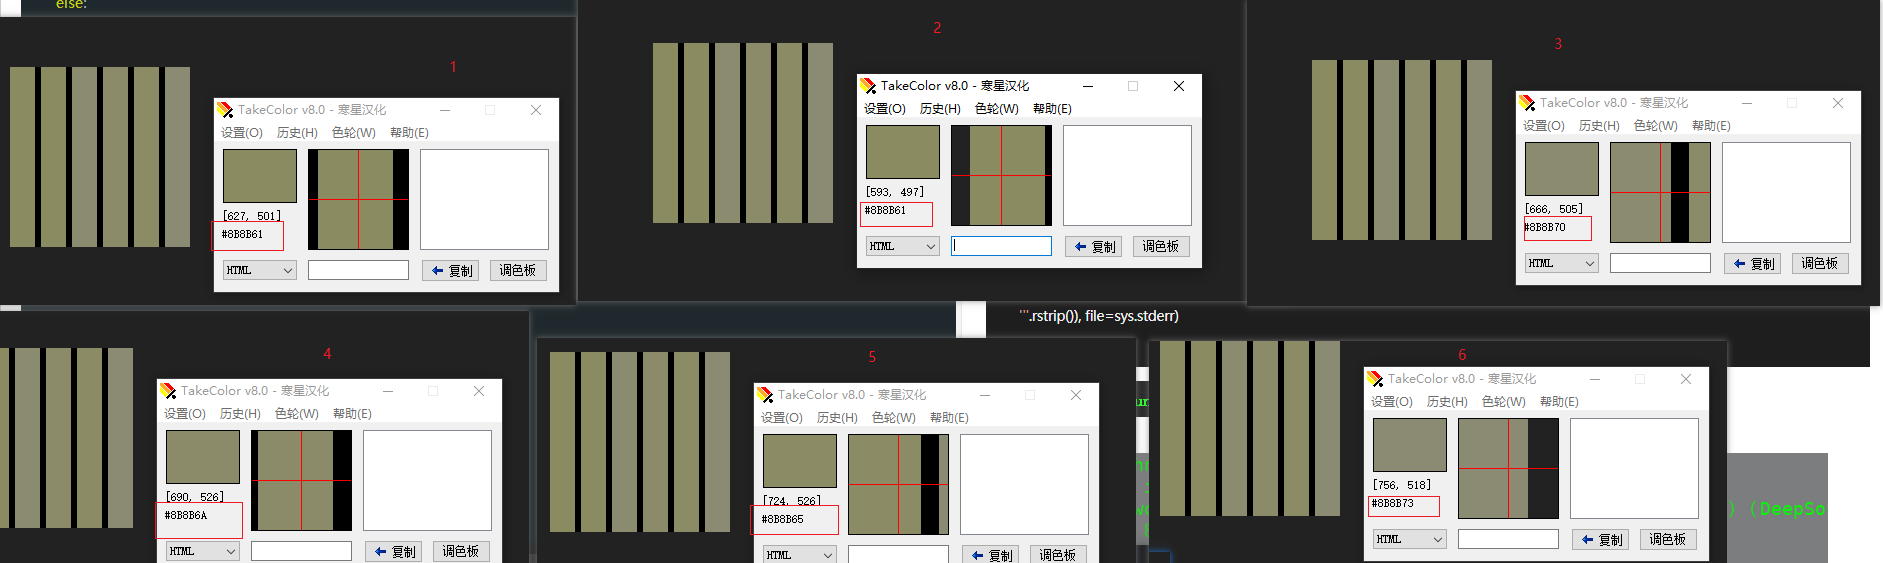 else:
1
TakeColor v8.0 - 寒星汉化
设置(O) 历史(H) 色轮(W) 帮助(E)
[627, 501]
#8B8B61
HTML
复制
调色板
2
TakeColor v8.0 - 寒星汉化
设置(O) 历史(H) 色轮(W) 帮助(E)
[593, 497]
#8B8B61
HTML
复制
调色板
3
TakeColor v8.0 - 寒星汉化
设置(O) 历史(H) 色轮(W) 帮助(E)
[666, 505]
#8B8B70
HTML
复制
调色板
'''.rstrip()), file=sys.stderr)
4
TakeColor v8.0 - 寒星汉化
设置(O) 历史(H) 色轮(W) 帮助(E)
[690, 526]
#8B8B6A
HTML
复制
调色板
5
TakeColor v8.0 - 寒星汉化
设置(O) 历史(H) 色轮(W) 帮助(E)
[724, 526]
#8B8B65
HTML
复制
调色板
6
TakeColor v8.0 - 寒星汉化
设置(O) 历史(H) 色轮(W) 帮助(E)
[756, 518]
#8B8B73
HTML
复制
调色板
) (DeepSo